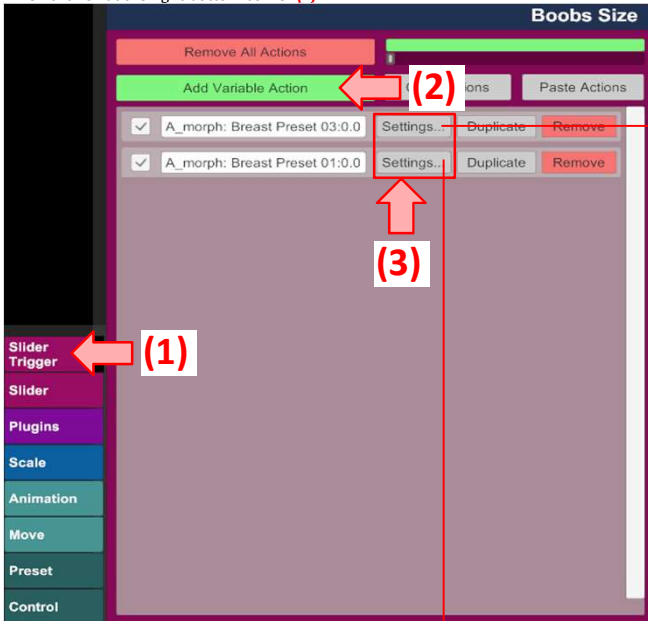 Boobs Size
Remove All Actions
Add Variable Action
(2)
ions
Paste Actions
A_morph: Breast Preset 03:0.0
Settings...
Duplicate
Remove
A_morph: Breast Preset 01:0.0
Settings...
Duplicate
Remove
(3)
Slider
Trigger
(1)
Slider
Plugins
Scale
Animation
Move
Preset
Control